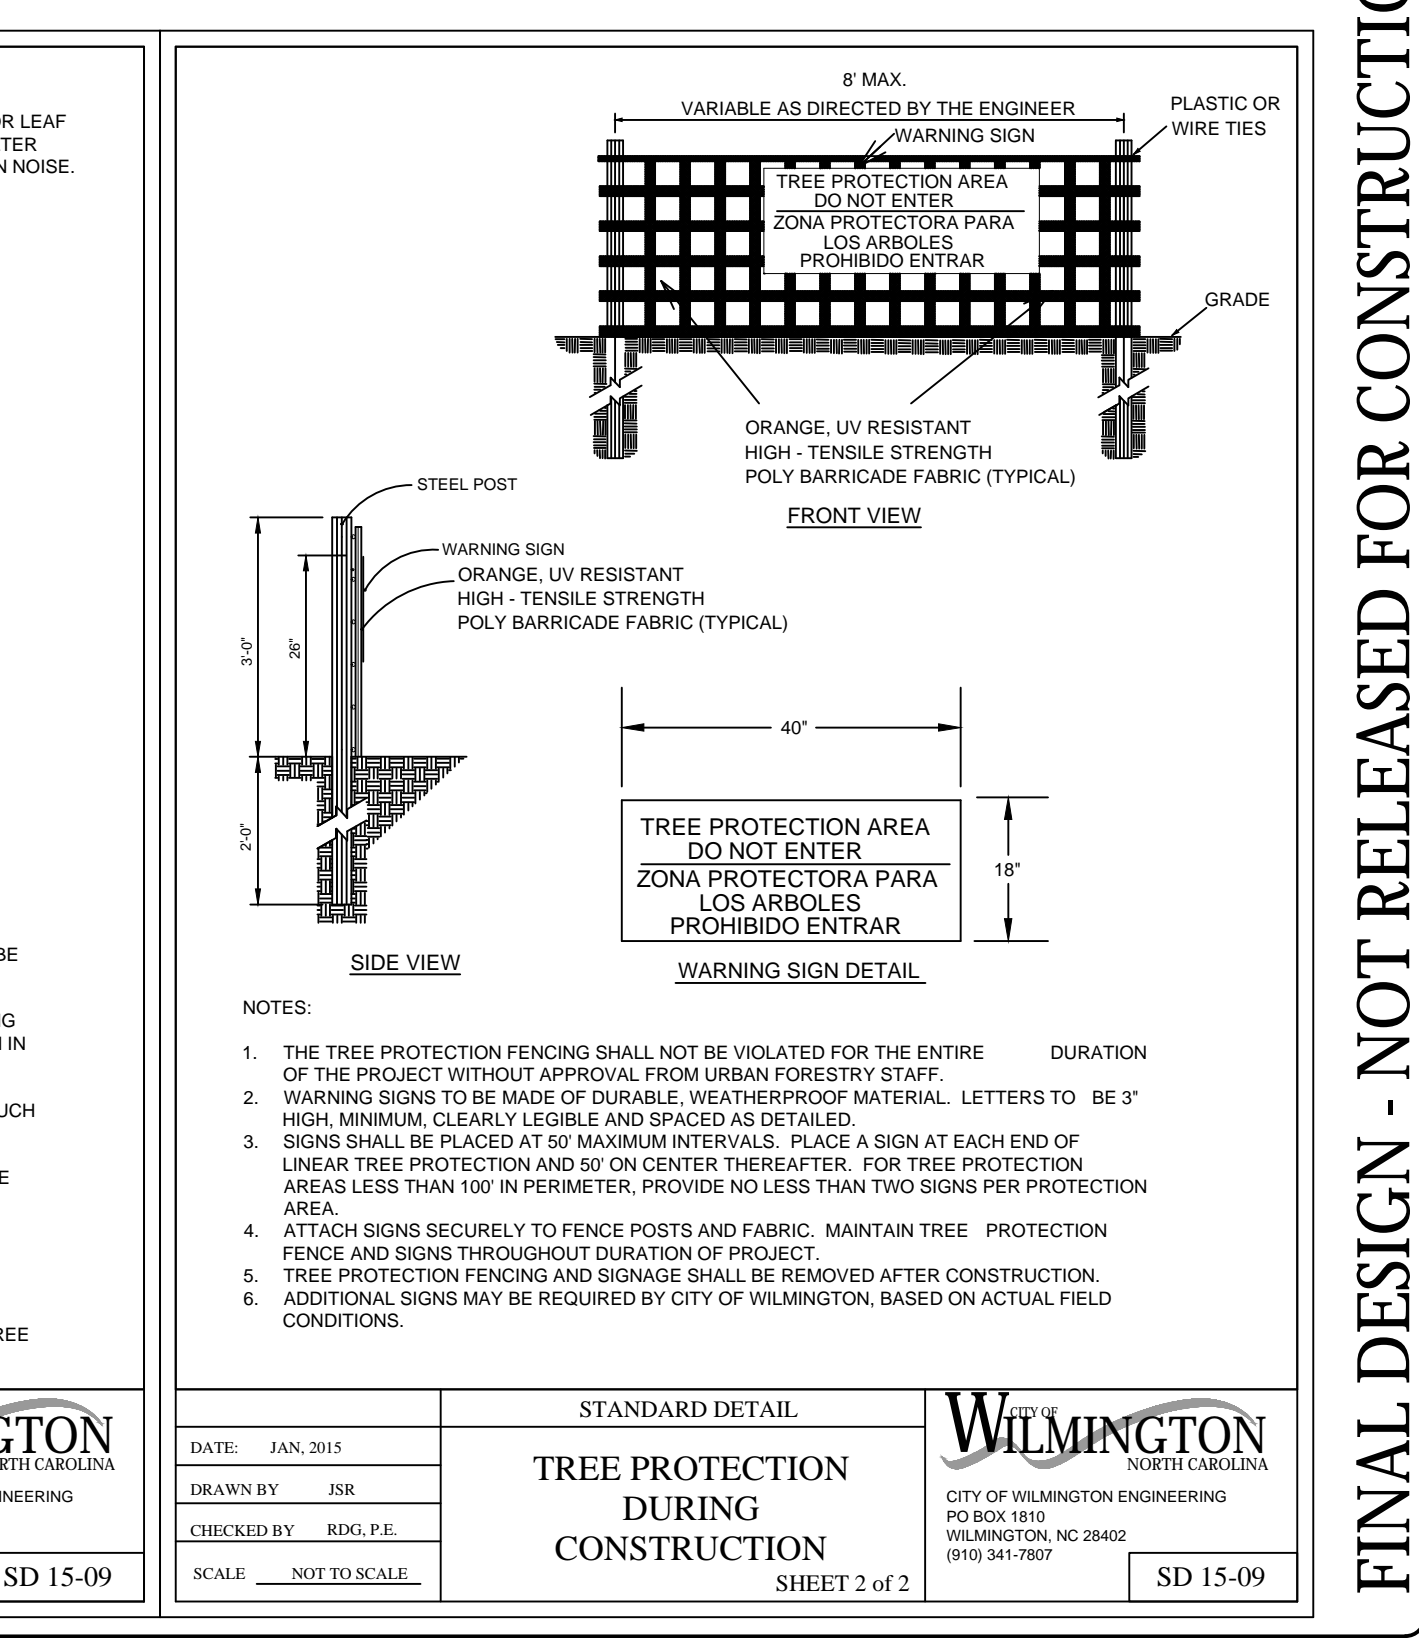 OR LEAF
TER
N NOISE.
BE
NG
N IN
UCH
E
REE
GTON
RTH CAROLINA
INEERING
SD 15-09
8' MAX.
VARIABLE AS DIRECTED BY THE ENGINEER
WARNING SIGN
PLASTIC OR
WIRE TIES
TREE PROTECTION AREA
DO NOT ENTER
ZONA PROTECTORA PARA
LOS ARBOLES
PROHIBIDO ENTRAR
GRADE
ORANGE, UV RESISTANT
HIGH - TENSILE STRENGTH
POLY BARRICADE FABRIC (TYPICAL)
FRONT VIEW
STEEL POST
WARNING SIGN
ORANGE, UV RESISTANT
HIGH - TENSILE STRENGTH
POLY BARRICADE FABRIC (TYPICAL)
3'-0"
26"
2'-0"
SIDE VIEW
40"
18"
TREE PROTECTION AREA
DO NOT ENTER
ZONA PROTECTORA PARA
LOS ARBOLES
PROHIBIDO ENTRAR
WARNING SIGN DETAIL
NOTES:
1. THE TREE PROTECTION FENCING SHALL NOT BE VIOLATED FOR THE ENTIRE DURATION
OF THE PROJECT WITHOUT APPROVAL FROM URBAN FORESTRY STAFF.
2. WARNING SIGNS TO BE MADE OF DURABLE, WEATHERPROOF MATERIAL. LETTERS TO BE 3"
HIGH, MINIMUM, CLEARLY LEGIBLE AND SPACED AS DETAILED.
3. SIGNS SHALL BE PLACED AT 50' MAXIMUM INTERVALS. PLACE A SIGN AT EACH END OF
LINEAR TREE PROTECTION AND 50' ON CENTER THEREAFTER. FOR TREE PROTECTION
AREAS LESS THAN 100' IN PERIMETER, PROVIDE NO LESS THAN TWO SIGNS PER PROTECTION
AREA.
4. ATTACH SIGNS SECURELY TO FENCE POSTS AND FABRIC. MAINTAIN TREE PROTECTION
FENCE AND SIGNS THROUGHOUT DURATION OF PROJECT.
5. TREE PROTECTION FENCING AND SIGNAGE SHALL BE REMOVED AFTER CONSTRUCTION.
6. ADDITIONAL SIGNS MAY BE REQUIRED BY CITY OF WILMINGTON, BASED ON ACTUAL FIELD
CONDITIONS.
DATE: JAN, 2015
DRAWN BY JSR
CHECKED BY RDG, P.E.
SCALE NOT TO SCALE
STANDARD DETAIL
TREE PROTECTION
DURING
CONSTRUCTION
SHEET 2 of 2
CITY OF
WILMINGTON
NORTH CAROLINA
CITY OF WILMINGTON ENGINEERING
PO BOX 1810
WILMINGTON, NC 28402
(910) 341-7807
SD 15-09
FINAL DESIGN - NOT RELEASED FOR CONSTRUCTIO